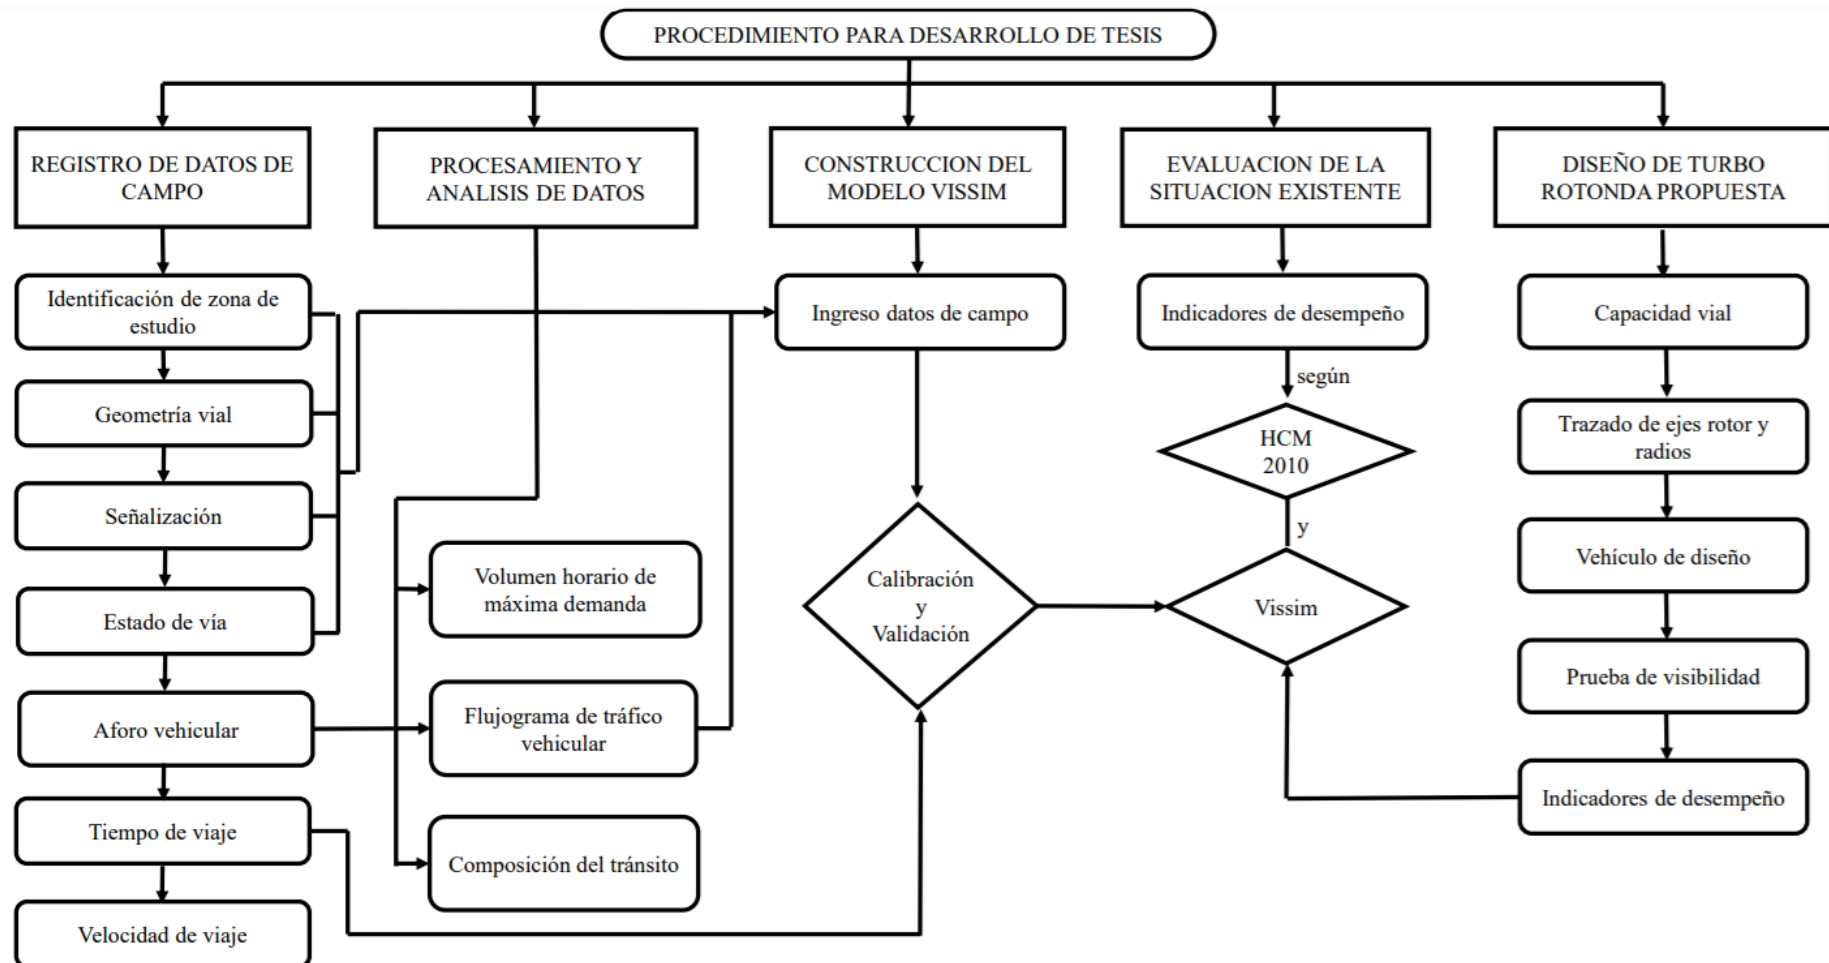 PROCEDIMIENTO PARA DESARROLLO DE TESIS
REGISTRO DE DATOS DE
CAMPO
PROCESAMIENTO Y
ANALISIS DE DATOS
CONSTRUCCION DEL
MODELO VISSIM
EVALUACION DE LA
SITUACION EXISTENTE
DISEÑO DE TURBO
ROTONDA PROPUESTA
Identificación de zona de
estudio
Geometría vial
Señalización
Estado de vía
Aforo vehicular
Tiempo de viaje
Velocidad de viaje
Volumen horario de
máxima demanda
Flujograma de tráfico
vehicular
Composición del tránsito
Ingreso datos de campo
Calibración
y
Validación
Indicadores de desempeño
según
HCM
2010
y
Vissim
Capacidad vial
Trazado de ejes rotor y
radios
Vehículo de diseño
Prueba de visibilidad
Indicadores de desempeño